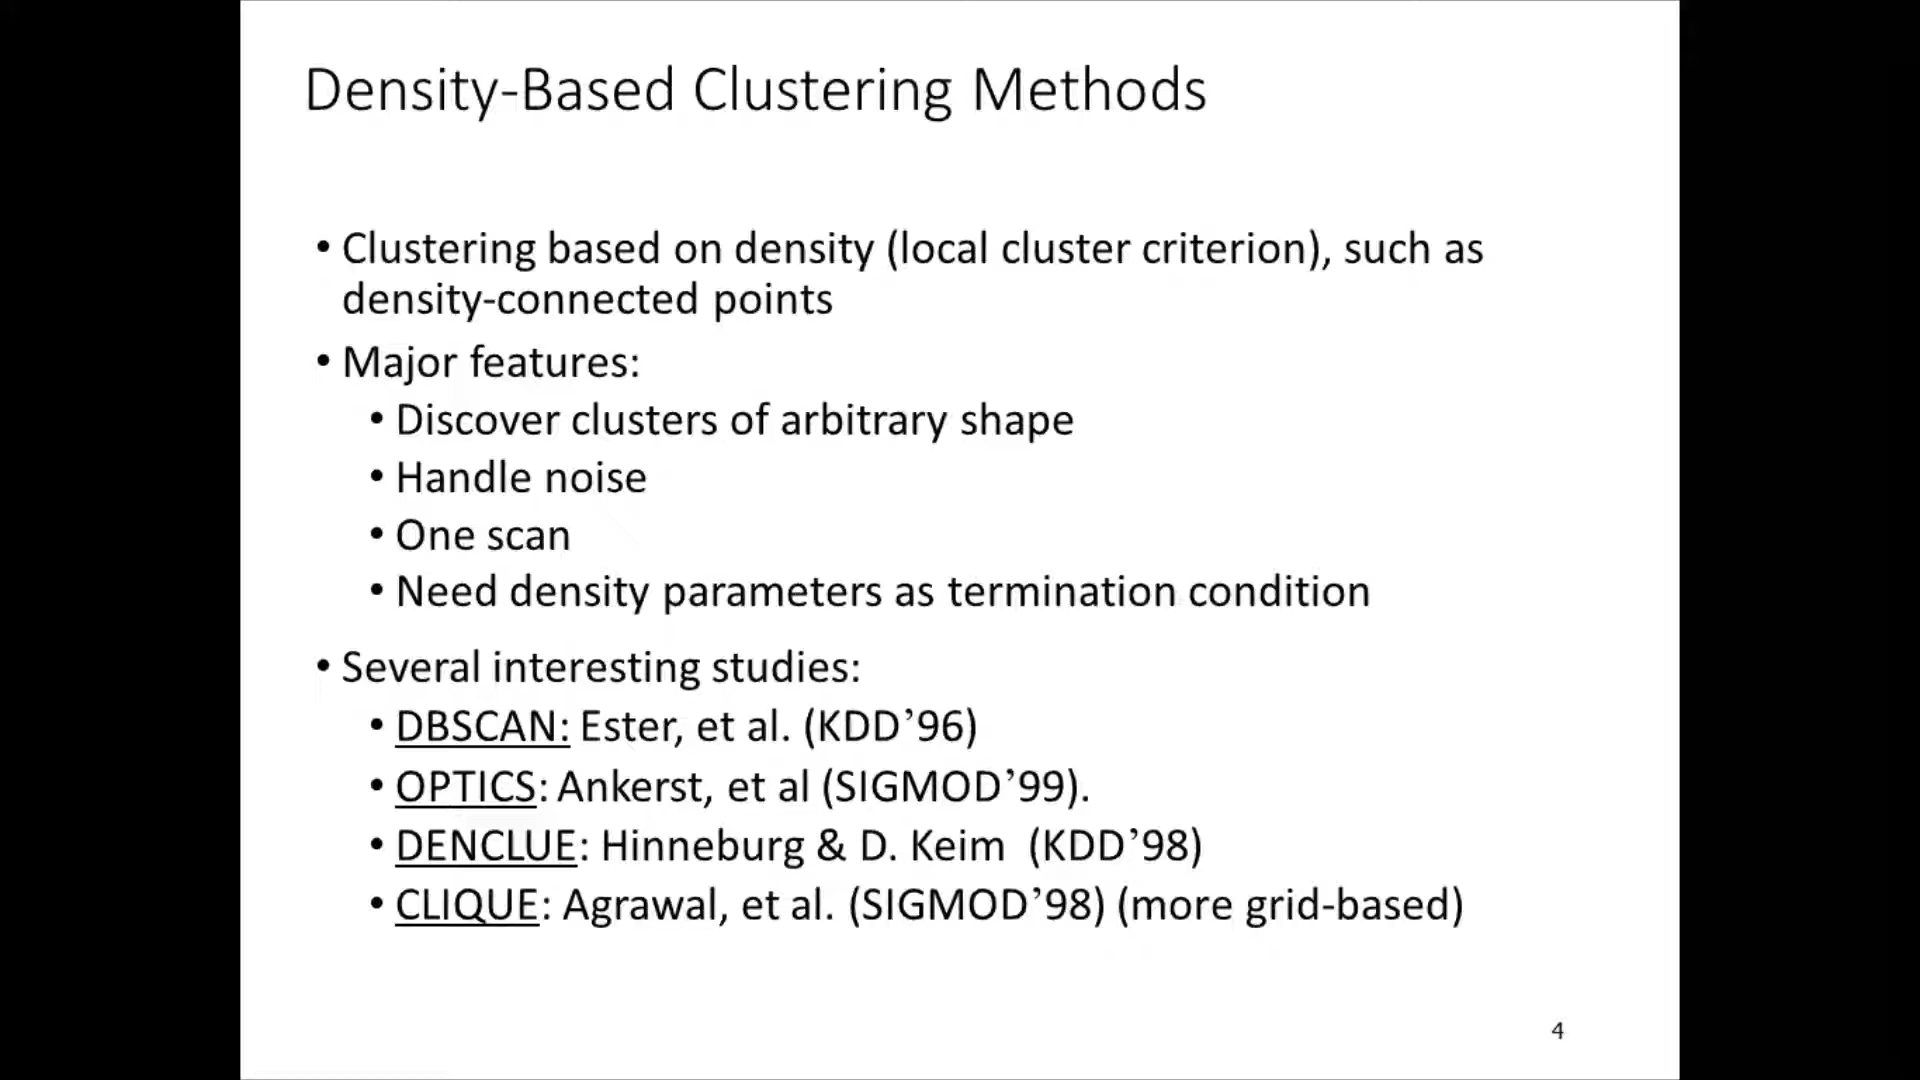 Density-Based Clustering Methods
• Clustering based on density (local cluster criterion), such as
density-connected points
• Major features:
• Discover clusters of arbitrary shape
• Handle noise
• One scan
• Need density parameters as termination condition
• Several interesting studies:
• DBSCAN: Ester, et al. (KDD’96)
• OPTICS: Ankerst, et al (SIGMOD’99).
• DENCLUE: Hinneburg & D. Keim (KDD’98)
• CLIQUE: Agrawal, et al. (SIGMOD’98) (more grid-based)
4